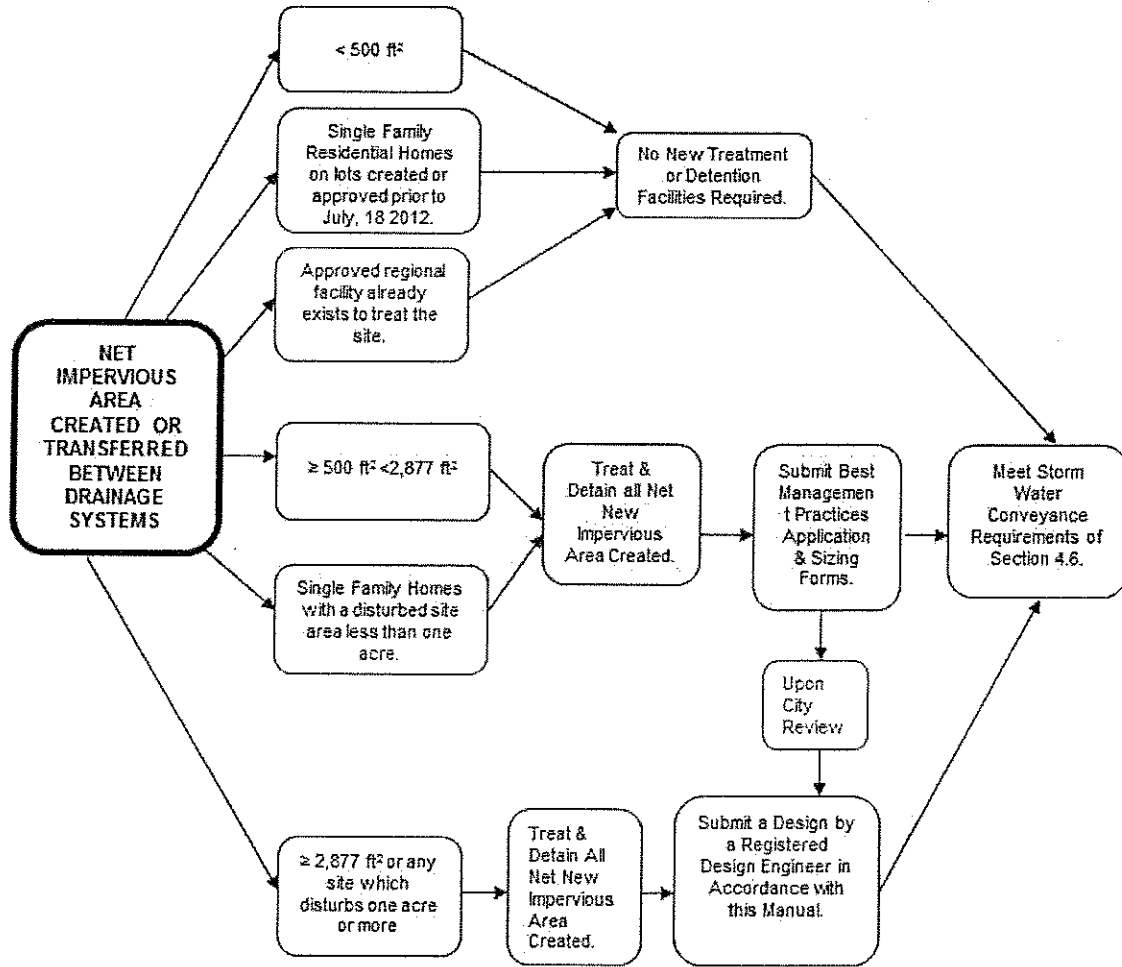 < 500 ft²
Single Family
Residential Homes
on lots created or
approved prior to
July, 18 2012.
No New Treatment
or Detention
Facilities Required.
Approved regional
facility already
exists to treat the
site.
NET
IMPERVIOUS
AREA
CREATED OR
TRANSFERRED
BETWEEN
DRAINAGE
SYSTEMS
≥ 500 ft² <2,877 ft²
Treat &
Detain all Net
New
Impervious
Area Created.
Submit Best
Managemen
t Practices
Application
& Sizing
Forms.
Meet Storm
Water
Conveyance
Requirements of
Section 4.6.
Single Family Homes
with a disturbed site
area less than one
acre.
Upon
City
Review
≥ 2,877 ft² or any
site which
disturbs one acre
or more
Treat &
Detain All
Net New
Impervious
Area
Created.
Submit a Design by
a Registered
Design Engineer in
Accordance with
this Manual.